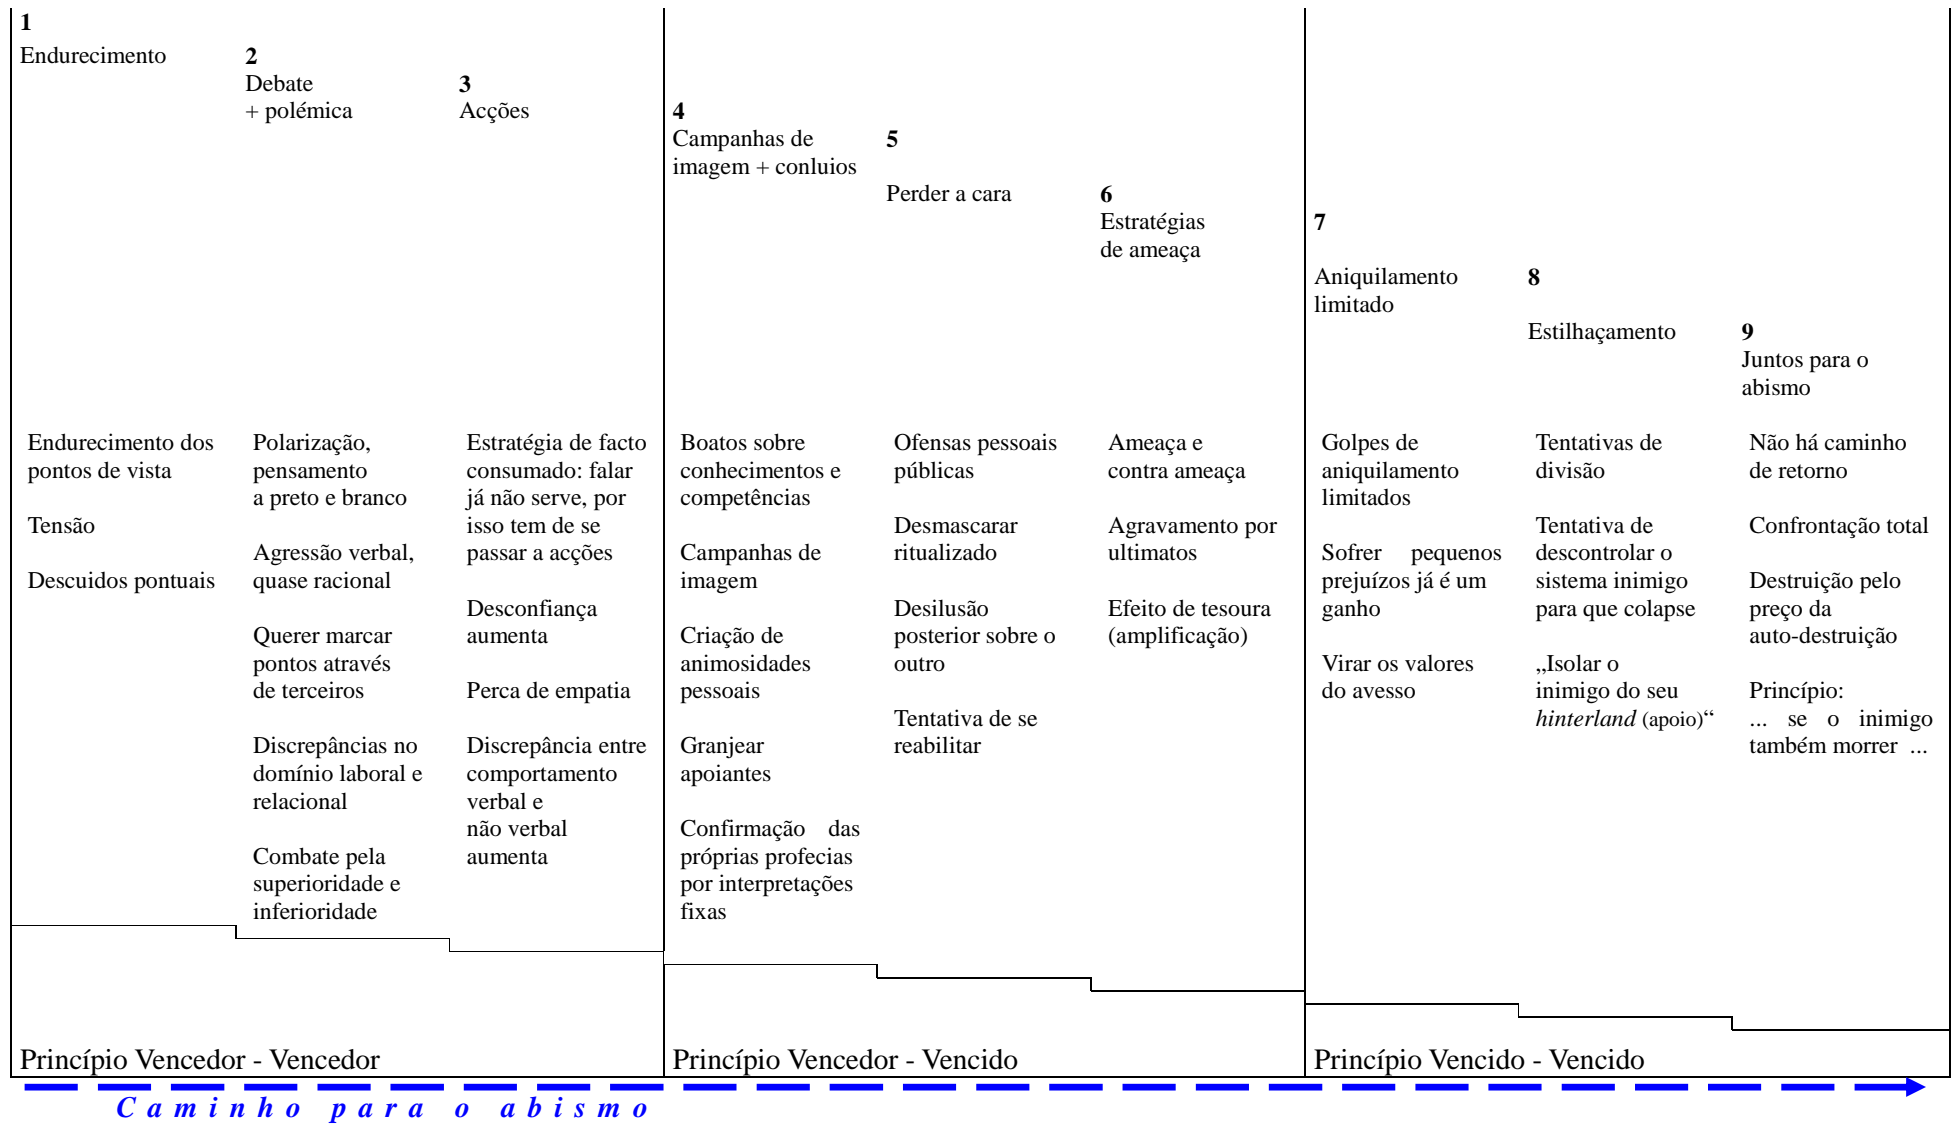 1
Endurecimento
2
Debate
+ polémica
3
Acções
4
Campanhas de
imagem + conluios
5
Perder a cara
6
Estratégias
de ameaça
7
Aniquilamento
limitado
8
Estilhaçamento
9
Juntos para o
abismo
Endurecimento dos
pontos de vista
Tensão
Descuidos pontuais
Polarização,
pensamento
a preto e branco
Agressão verbal,
quase racional
Querer marcar
pontos através
de terceiros
Discrepâncias no
domínio laboral e
relacional
Combate pela
superioridade e
inferioridade
Estratégia de facto
consumado: falar
já não serve, por
isso tem de se
passar a acções
Desconfiança
aumenta
Perca de empatia
Discrepância entre
comportamento
verbal e
não verbal
aumenta
Boatos sobre
conhecimentos e
competências
Campanhas de
imagem
Criação de
animosidades
pessoais
Granjear
apoiantes
Confirmação das
próprias profecias
por interpretações
fixas
Ofensas pessoais
públicas
Desmascarar
ritualizado
Desilusão
posterior sobre o
outro
Tentativa de se
reabilitar
Ameaça e
contra ameaça
Agravamento por
ultimatos
Efeito de tesoura
(amplificação)
Golpes de
aniquilamento
limitados
Sofrer pequenos
prejuízos já é um
ganho
Virar os valores
do avesso
Tentativas de
divisão
Tentativa de
descontrolar o
sistema inimigo
para que colapse
„Isolar o
inimigo do seu
hinterland (apoio)“
Não há caminho
de retorno
Confrontação total
Destruição pelo
preço da
auto-destruição
Princípio:
... se o inimigo
também morrer ...
Princípio Vencedor - Vencedor
Princípio Vencedor - Vencido
Princípio Vencido - Vencido
Caminho para o abismo